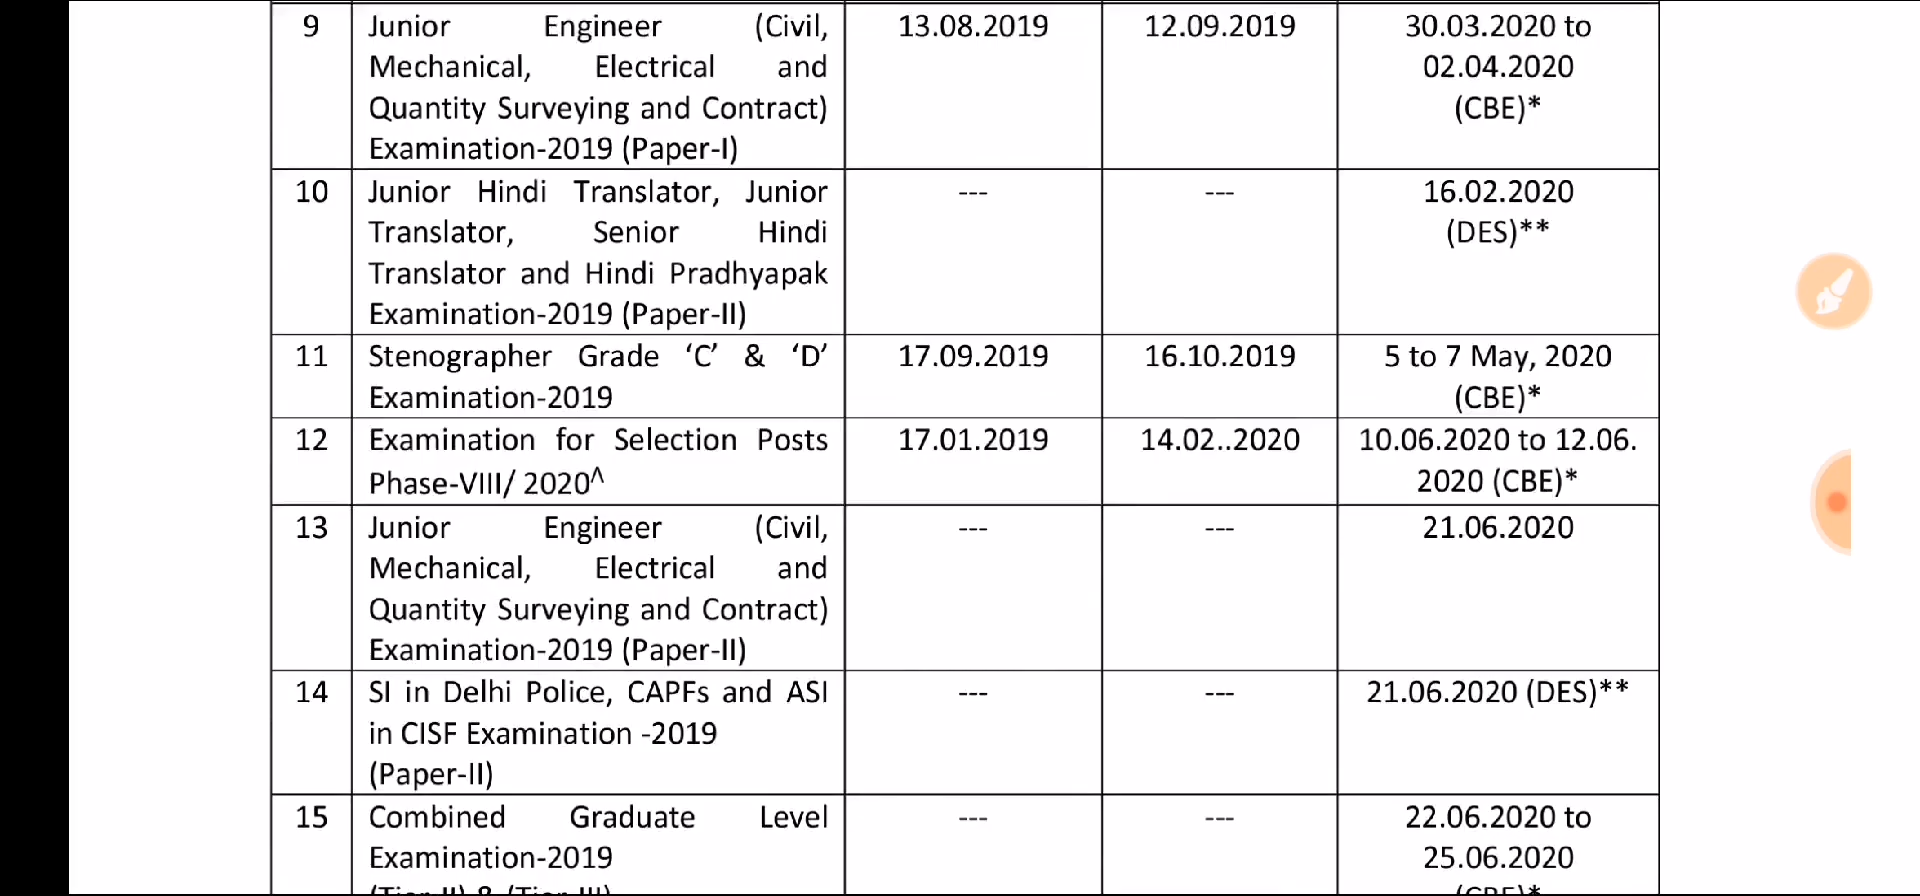 9 Junior Engineer (Civil, 13.08.2019 12.09.2019 30.03.2020 to
Mechanical, Electrical and 02.04.2020
Quantity Surveying and Contract) (CBE)*
Examination-2019 (Paper-I)
10 Junior Hindi Translator, Junior --- --- 16.02.2020
Translator, Senior Hindi (DES)**
Translator and Hindi Pradhyapak
Examination-2019 (Paper-II)
11 Stenographer Grade ‘C’ & ‘D’ 17.09.2019 16.10.2019 5 to 7 May, 2020
Examination-2019 (CBE)*
12 Examination for Selection Posts 17.01.2019 14.02..2020 10.06.2020 to 12.06.
Phase-VIII/ 2020^ 2020 (CBE)*
13 Junior Engineer (Civil, --- --- 21.06.2020
Mechanical, Electrical and
Quantity Surveying and Contract)
Examination-2019 (Paper-II)
14 SI in Delhi Police, CAPFs and ASI --- --- 21.06.2020 (DES)**
in CISF Examination -2019
(Paper-II)
15 Combined Graduate Level --- --- 22.06.2020 to
Examination-2019 25.06.2020
(Tier-II) & (Tier-III) (CBE)*